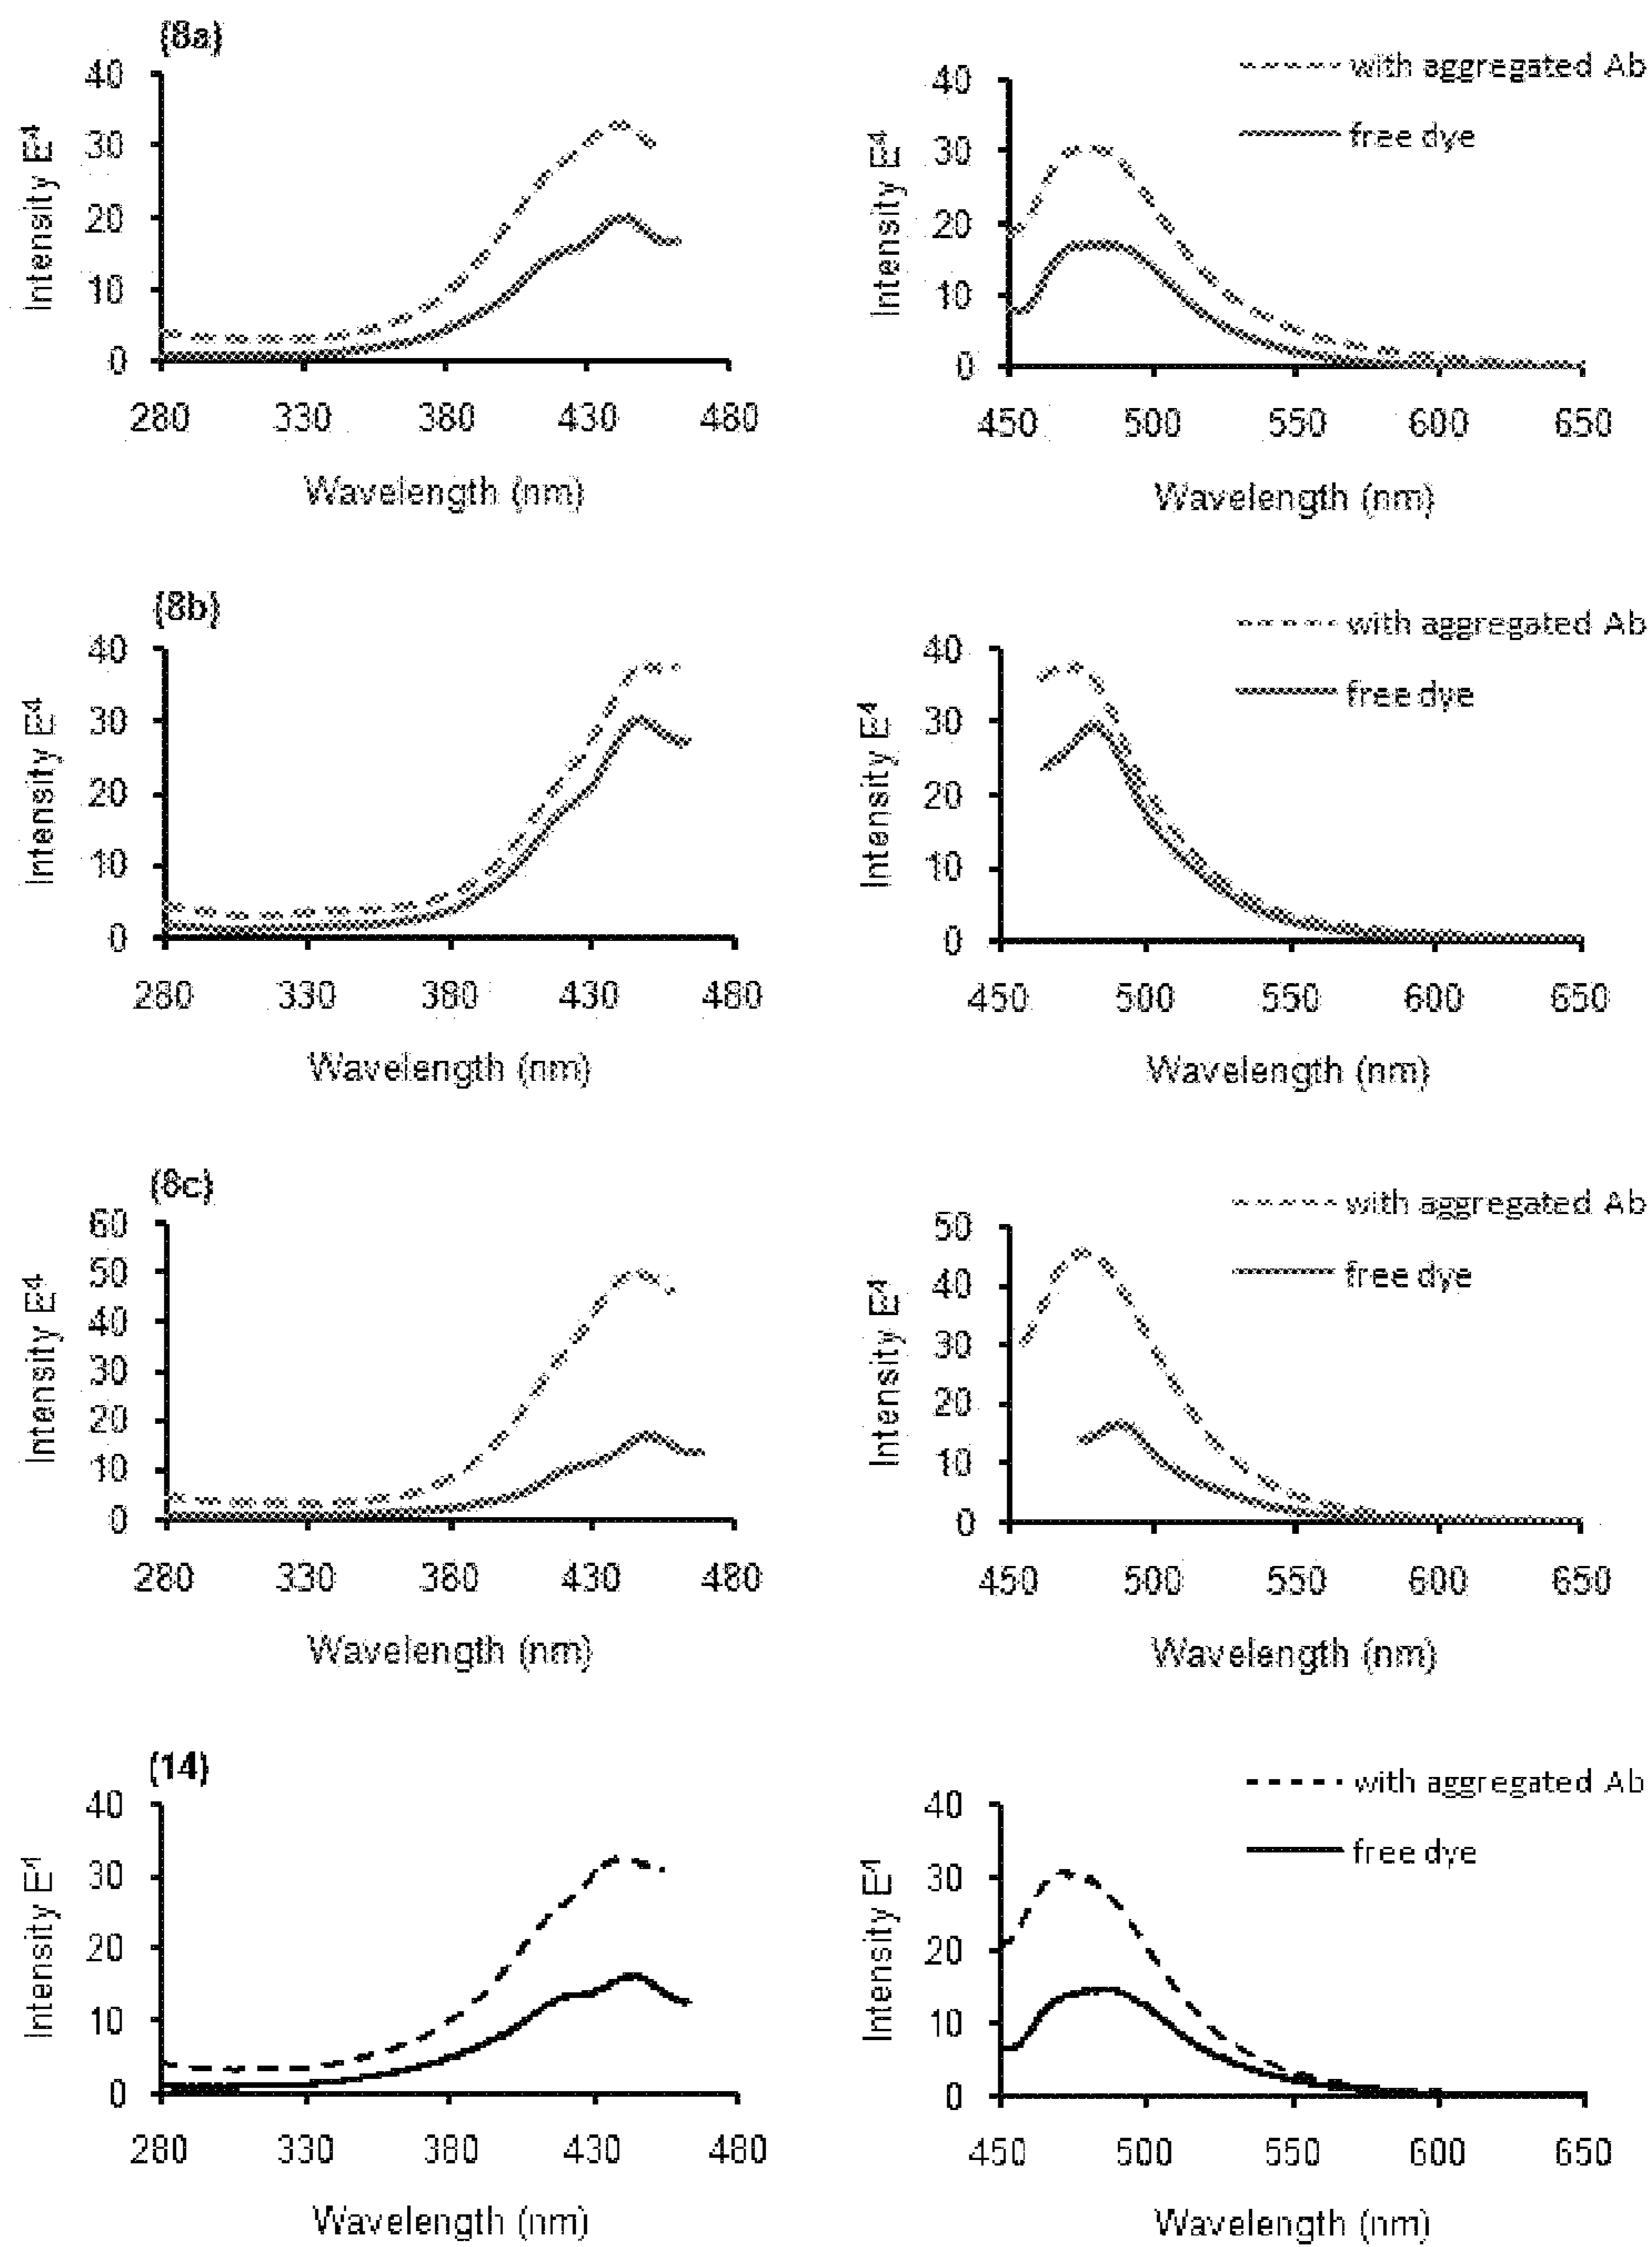 (8a)
with aggregated Ab
free dye
Intensity E4
40
30
20
10
0
280 330 380 430 480
Wavelength (nm)
Intensity E4
40
30
20
10
0
450 500 550 600 650
Wavelength (nm)
(8b)
with aggregated Ab
free dye
Intensity E4
40
30
20
10
0
280 330 380 430 480
Wavelength (nm)
Intensity E4
40
30
20
10
0
450 500 550 600 650
Wavelength (nm)
(8c)
with aggregated Ab
free dye
Intensity E4
60
50
40
30
20
10
0
280 330 380 430 480
Wavelength (nm)
Intensity E4
50
40
30
20
10
0
450 500 550 600 650
Wavelength (nm)
(14)
with aggregated Ab
free dye
Intensity E4
40
30
20
10
0
280 330 380 430 480
Wavelength (nm)
Intensity E4
40
30
20
10
0
450 500 550 600 650
Wavelength (nm)